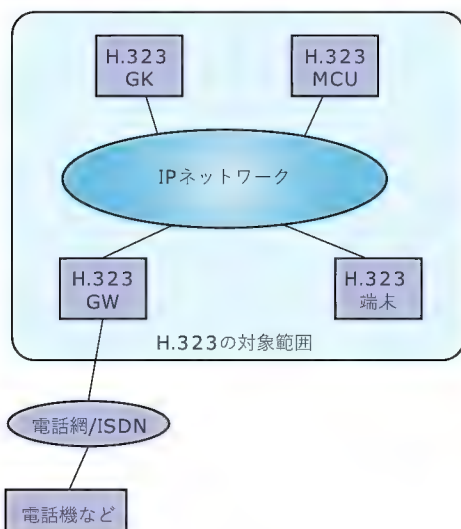 H.323
GK
H.323
MCU
IPネットワーク
H.323
GW
H.323
端末
H.323の対象範囲
電話網/ISDN
電話機など